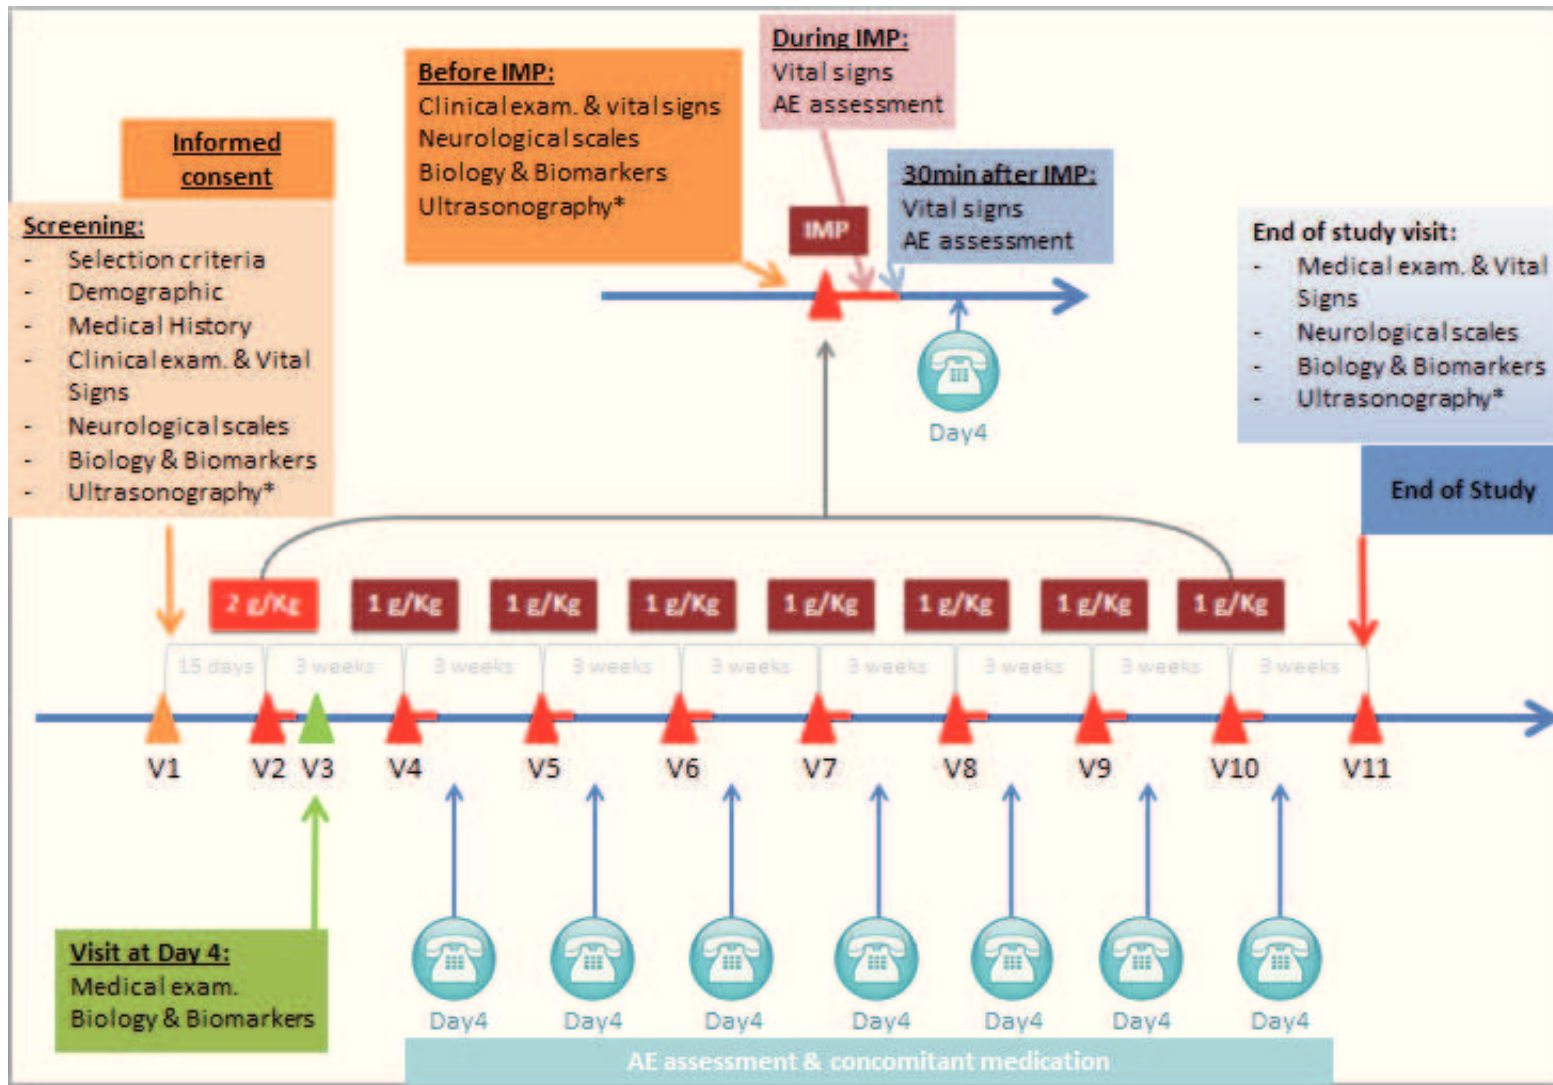 During IMP:
Vital signs
AE assessment
Before IMP:
Clinical exam. & vital signs
Neurological scales
Biology & Biomarkers
Ultrasonography*
Informed
consent
30min after IMP:
Vital signs
AE assessment
IMP
Screening:
- Selection criteria
- Demographic
- Medical History
- Clinical exam. & Vital
Signs
- Neurological scales
- Biology & Biomarkers
- Ultrasonography*
End of study visit:
- Medical exam. & Vital
Signs
- Neurological scales
- Biology & Biomarkers
- Ultrasonography*
Day4
End of Study
2 g/Kg 1 g/Kg 1 g/Kg 1 g/Kg 1 g/Kg 1 g/Kg 1 g/Kg 1 g/Kg
15 days 3 weeks 3 weeks 3 weeks 3 weeks 3 weeks 3 weeks 3 weeks 3 weeks
V1 V2 V3 V4 V5 V6 V7 V8 V9 V10 V11
Visit at Day 4:
Medical exam.
Biology & Biomarkers
Day4 Day4 Day4 Day4 Day4 Day4 Day4
AE assessment & concomitant medication